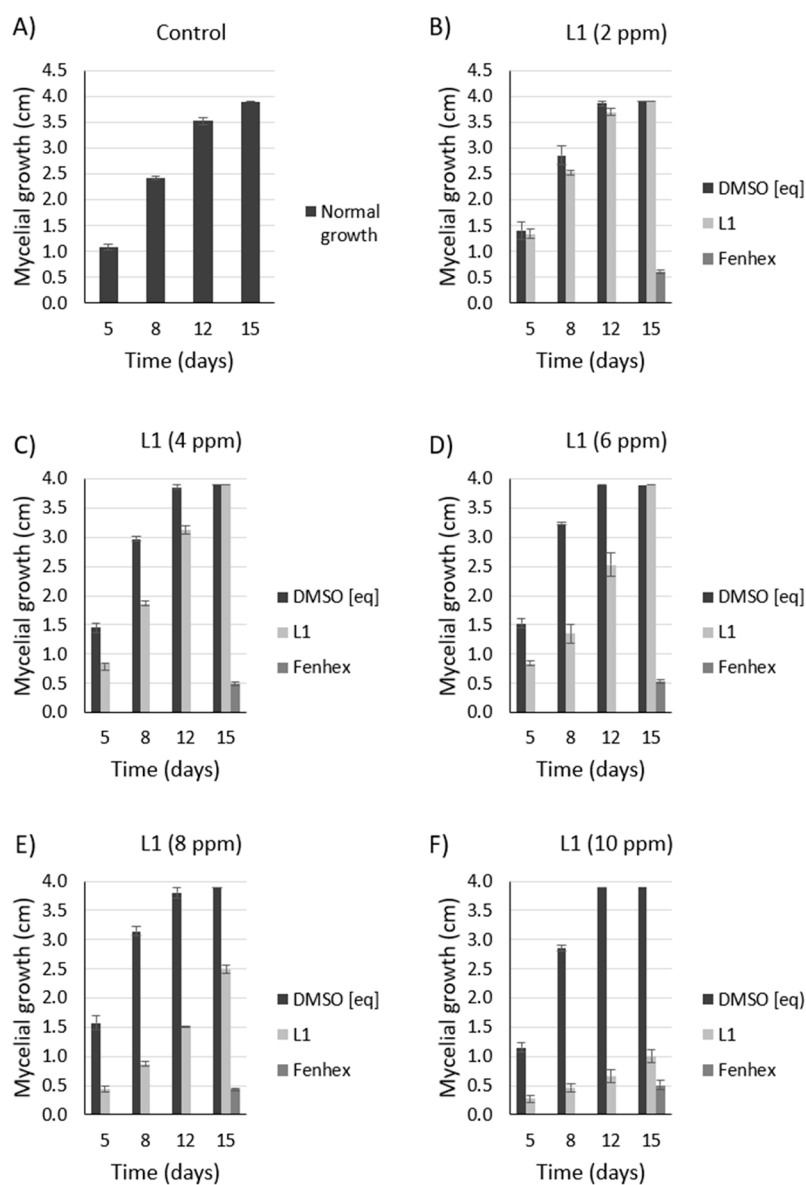 A)
Control
Mycelial growth (cm)
4.5
4.0
3.5
3.0
2.5
2.0
1.5
1.0
0.5
0.0
5 8 12 15
Time (days)
Normal
growth
B)
L1 (2 ppm)
Mycelial growth (cm)
4.5
4.0
3.5
3.0
2.5
2.0
1.5
1.0
0.5
0.0
5 8 12 15
Time (days)
DMSO [eq]
L1
Fenhex
C)
L1 (4 ppm)
Mycelial growth (cm)
4.0
3.5
3.0
2.5
2.0
1.5
1.0
0.5
0.0
5 8 12 15
Time (days)
DMSO [eq]
L1
Fenhex
D)
L1 (6 ppm)
Mycelial growth (cm)
4.0
3.5
3.0
2.5
2.0
1.5
1.0
0.5
0.0
5 8 12 15
Time (days)
DMSO [eq]
L1
Fenhex
E)
L1 (8 ppm)
Mycelial growth (cm)
4.0
3.5
3.0
2.5
2.0
1.5
1.0
0.5
0.0
5 8 12 15
Time (days)
DMSO [eq]
L1
Fenhex
F)
L1 (10 ppm)
Mycelial growth (cm)
4.0
3.5
3.0
2.5
2.0
1.5
1.0
0.5
0.0
5 8 12 15
Time (days)
DMSO [eq)
L1
Fenhex